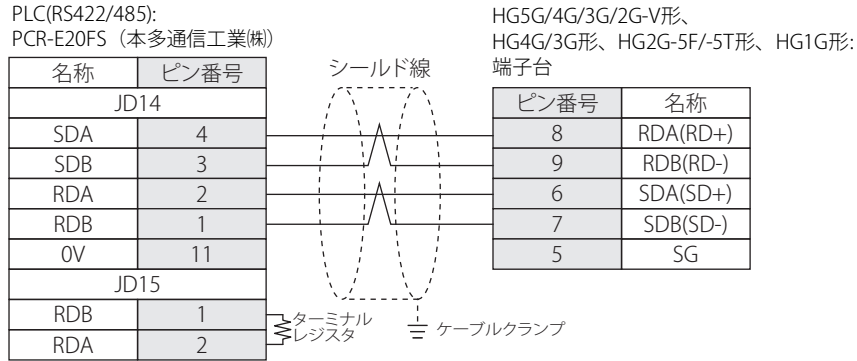 PLC(RS422/485):
PCR-E20FS（本多通信工業㈱）
HG5G/4G/3G/2G-V形、
HG4G/3G形、HG2G-5F/-5T形、HG1G形:
端子台
シールド線
名称 ピン番号
JD14
SDA 4
SDB 3
RDA 2
RDB 1
0V 11
JD15
RDB 1
RDA 2
ピン番号 名称
8 RDA(RD+)
9 RDB(RD-)
6 SDA(SD+)
7 SDB(SD-)
5 SG
ターミナル
レジスタ
ケーブルクランプ